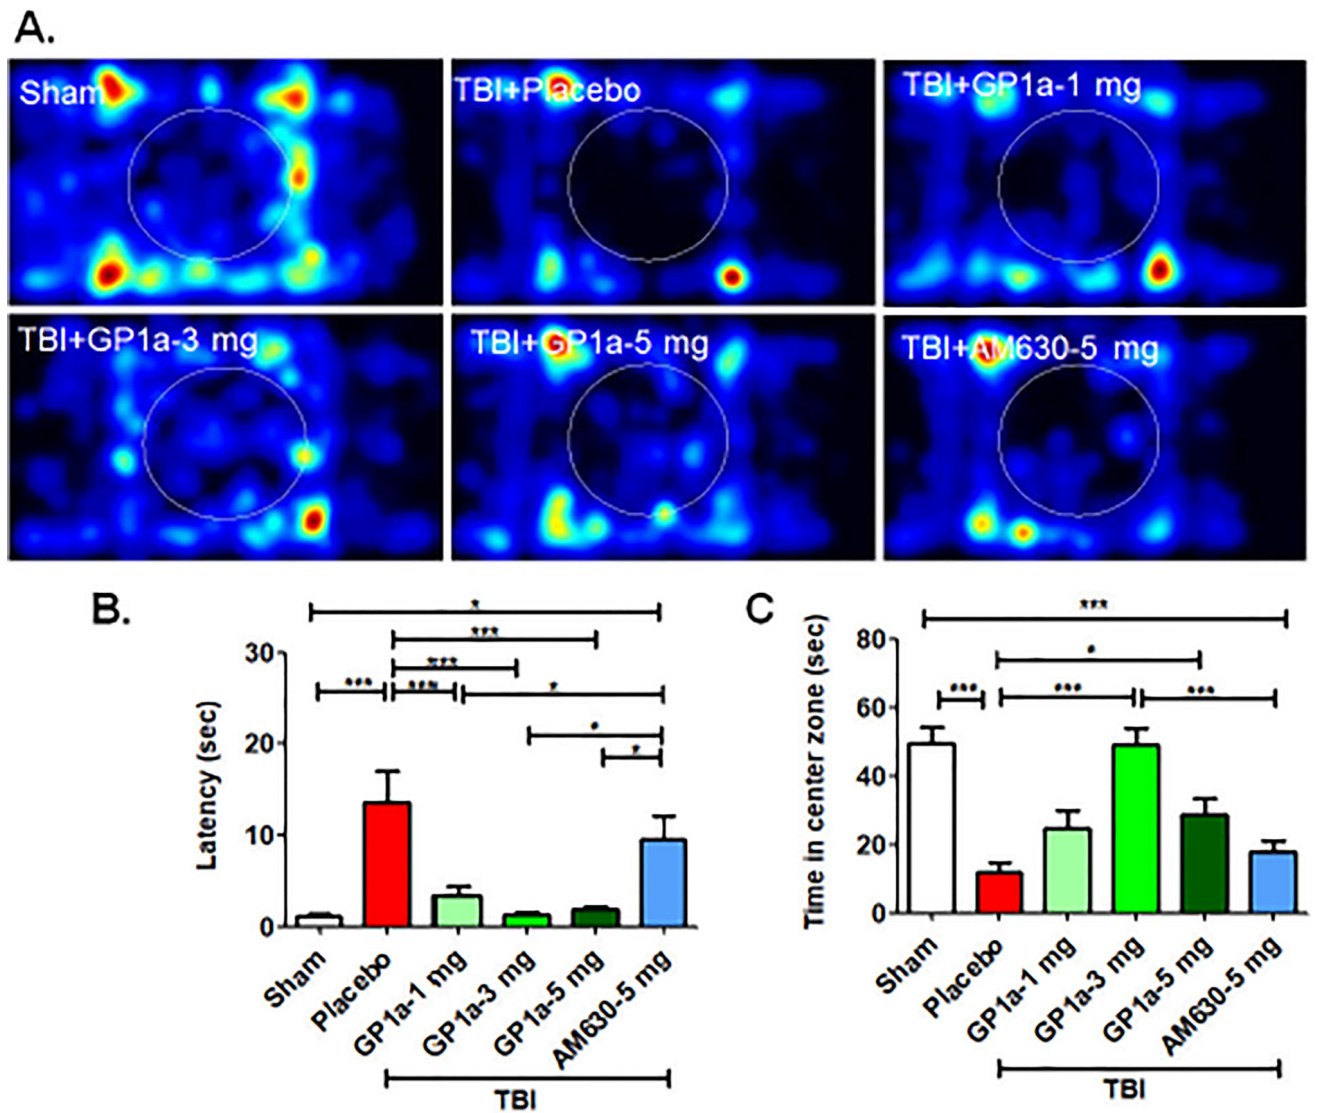 A.
Sham
TBI+Placebo
TBI+GP1a-1 mg
TBI+GP1a-3 mg
TBI+GP1a-5 mg
TBI+AM630-5 mg
B.
*
***
***
*** *** *
*
*
Latency (sec)
30
20
10
0
Sham
Placebo
GP1a-1 mg
GP1a-3 mg
GP1a-5 mg
AM630-5 mg
TBI
C
***
*
*** *** ***
Time in center zone (sec)
80
60
40
20
0
Sham
Placebo
GP1a-1 mg
GP1a-3 mg
GP1a-5 mg
AM630-5 mg
TBI